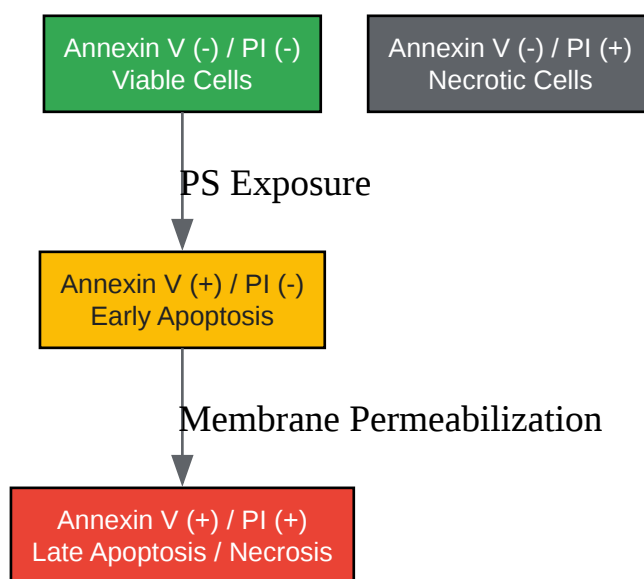 Annexin V (-) / PI (-)
Viable Cells
Annexin V (-) / PI (+)
Necrotic Cells
PS Exposure
Annexin V (+) / PI (-)
Early Apoptosis
Membrane Permeabilization
Annexin V (+) / PI (+)
Late Apoptosis / Necrosis